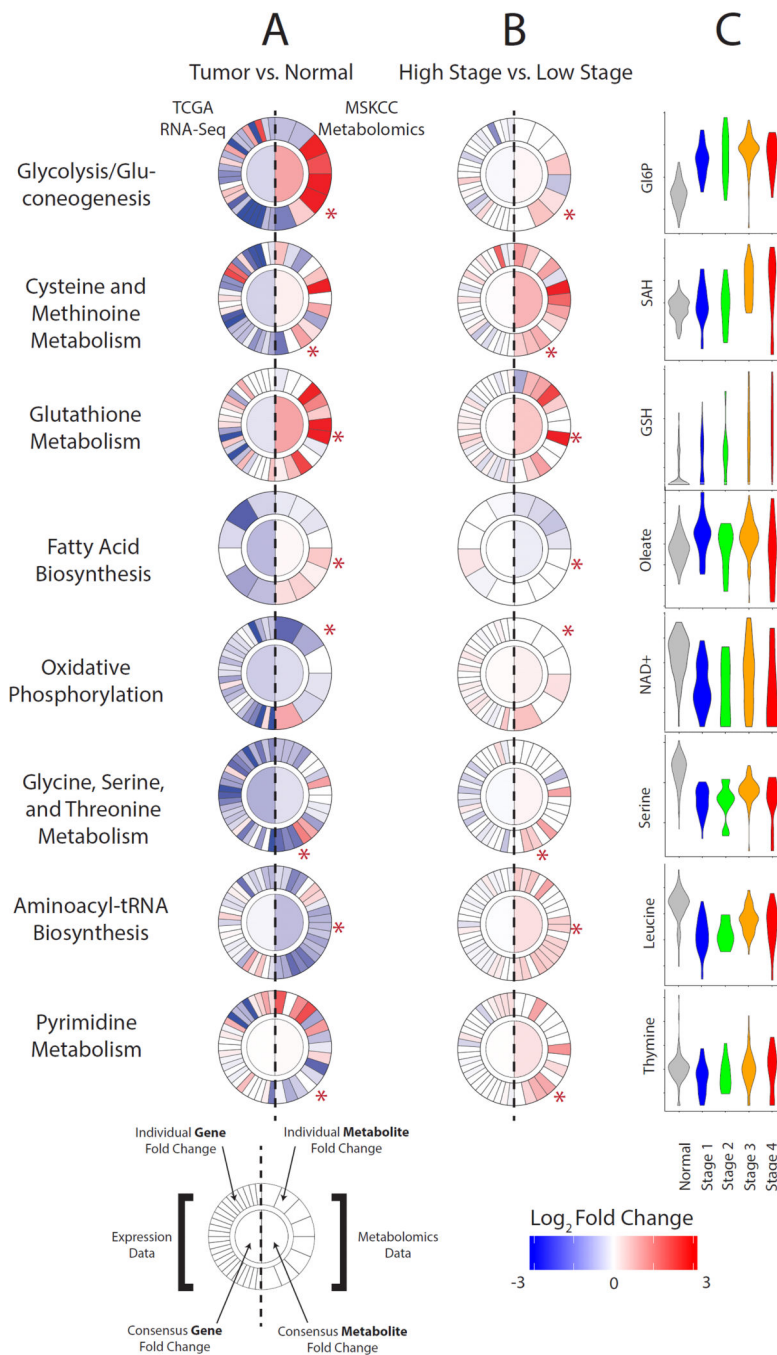 A
B
C
Tumor vs. Normal
High Stage vs. Low Stage
TCGA
RNA-Seq
MSKCC
Metabolomics
Glycolysis/Glu-
coneogenesis
*
*
Gl6P
Cysteine and
Methinoine
Metabolism
*
*
SAH
Glutathione
Metabolism
*
*
GSH
Fatty Acid
Biosynthesis
*
*
Oleate
Oxidative
Phosphorylation
*
*
NAD+
Glycine, Serine,
and Threonine
Metabolism
*
*
Serine
Aminoacyl-tRNA
Biosynthesis
*
*
Leucine
Pyrimidine
Metabolism
*
*
Thymine
Normal
Stage 1
Stage 2
Stage 3
Stage 4
Individual Gene
Fold Change
Individual Metabolite
Fold Change
Expression
Data
Metabolomics
Data
Consensus Gene
Fold Change
Consensus Metabolite
Fold Change
Log2 Fold Change
-3
0
3